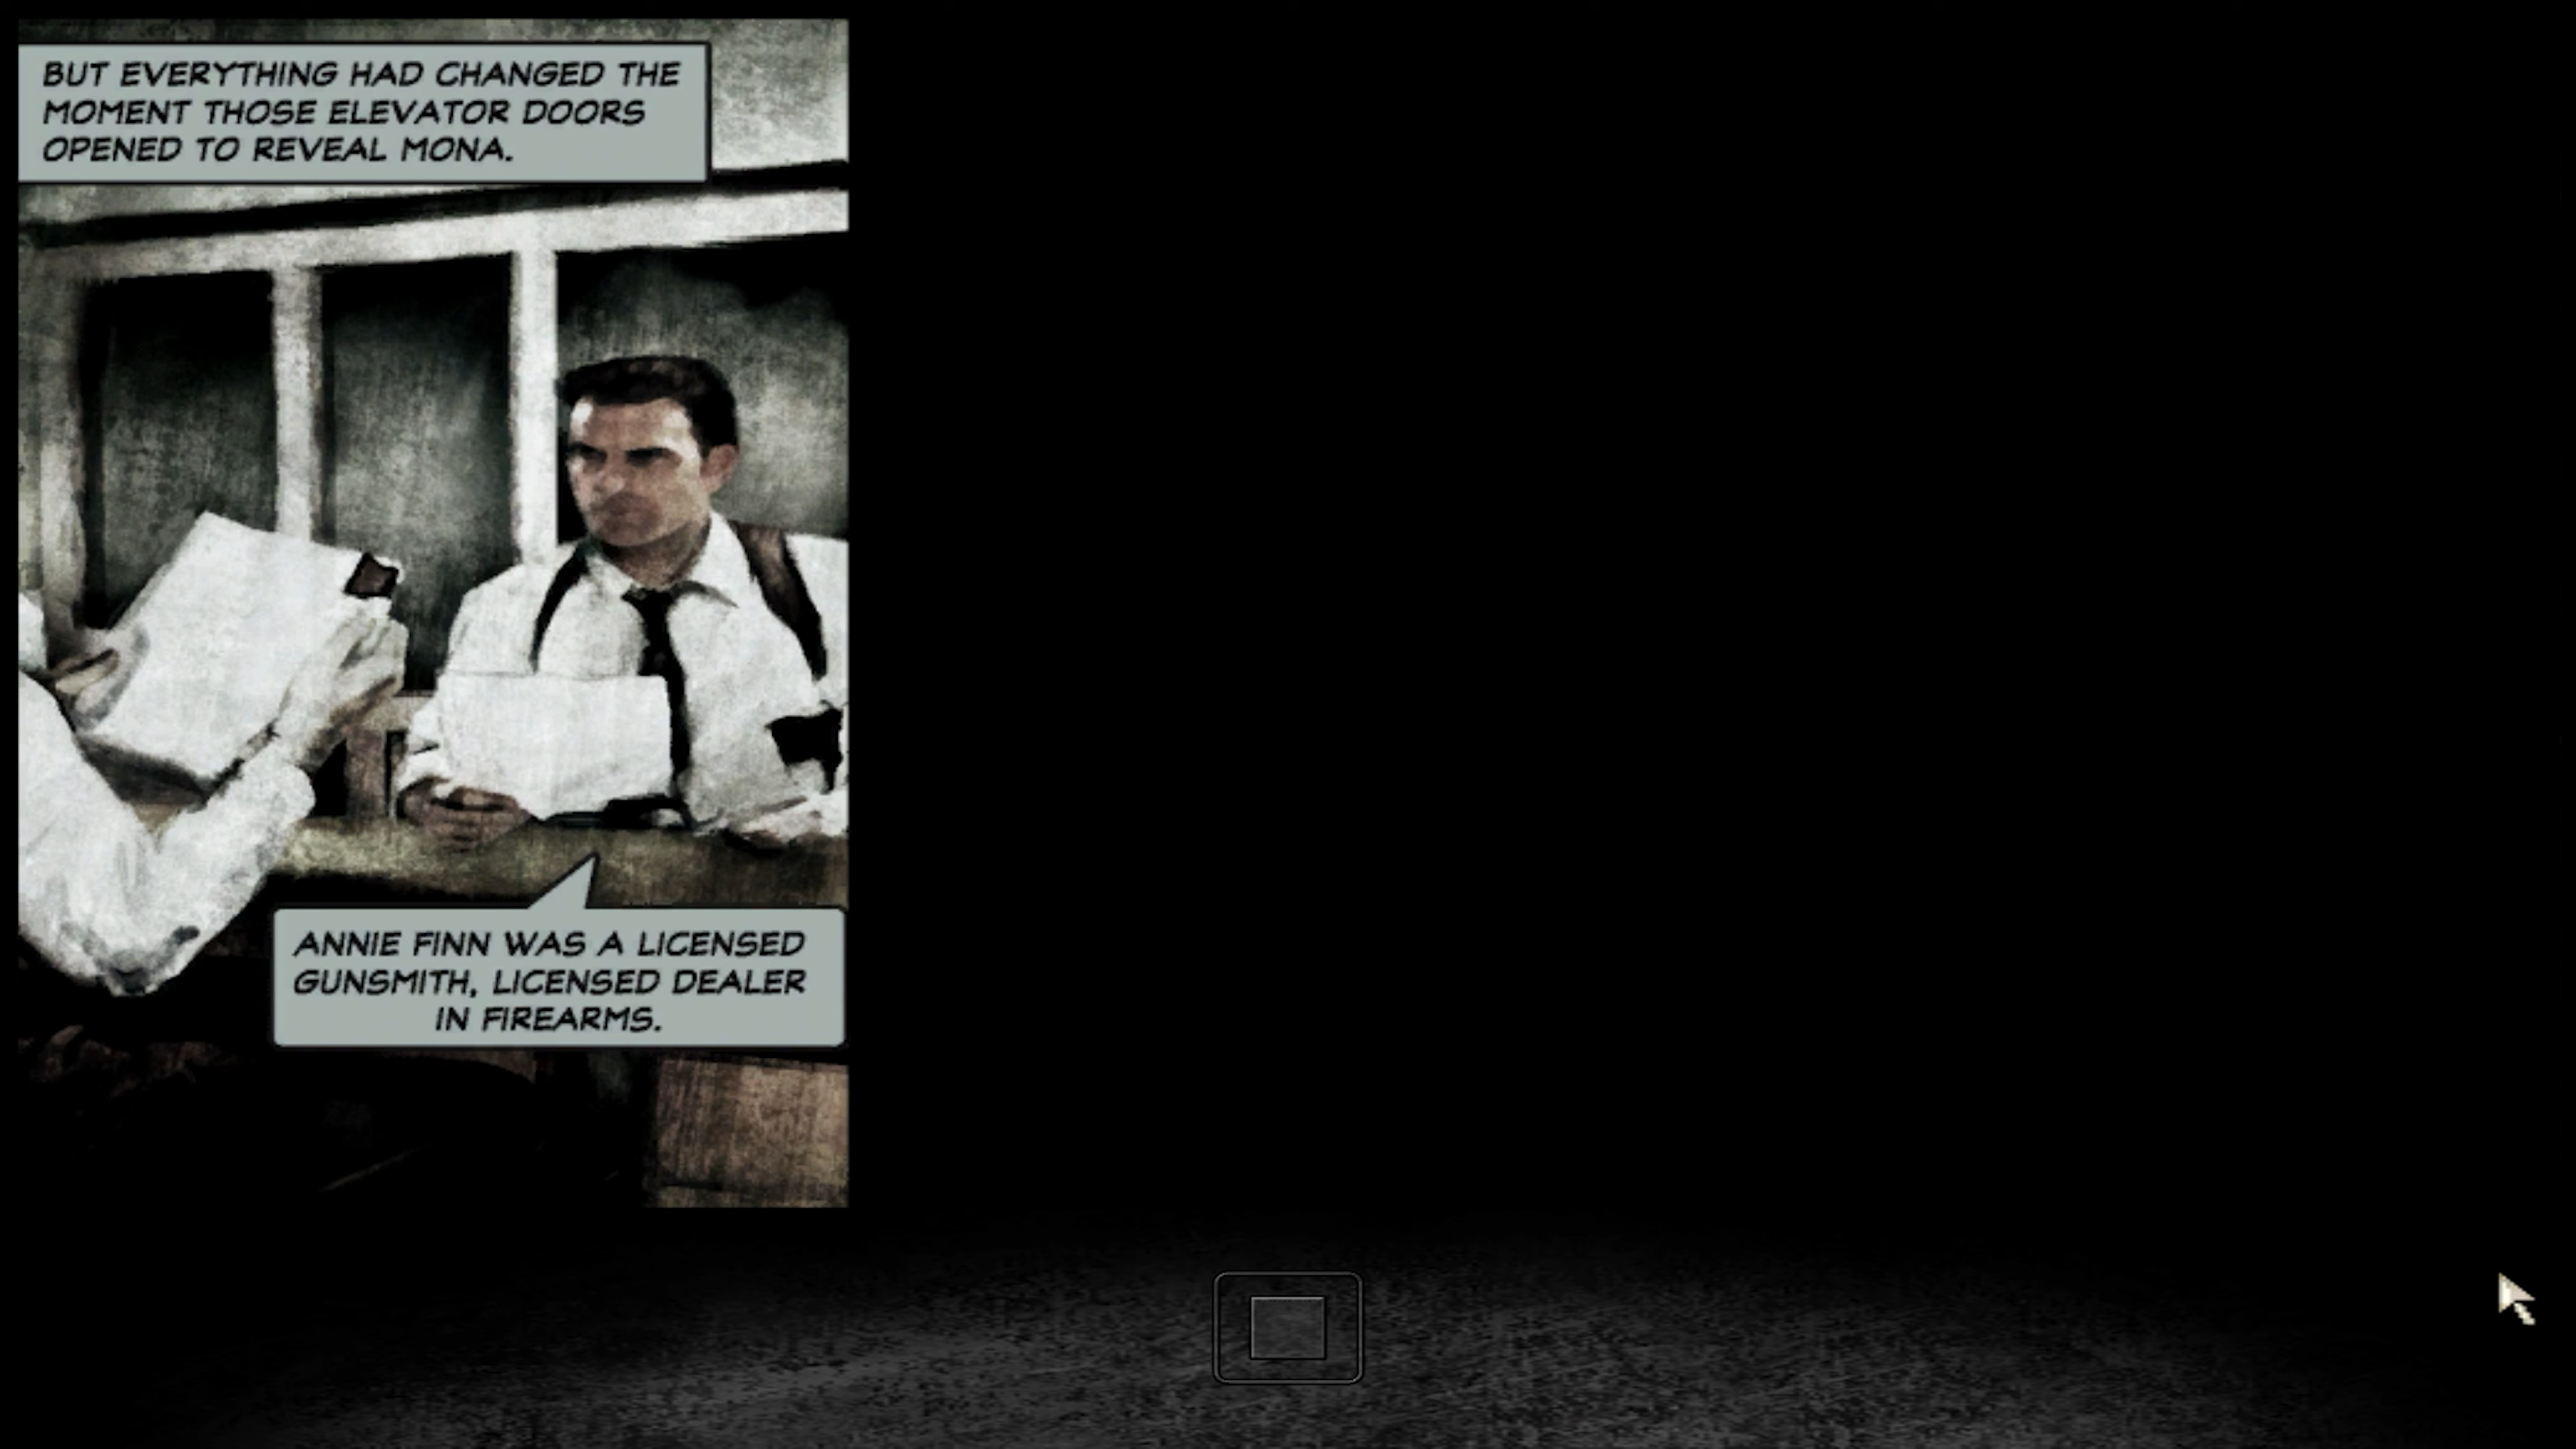 BUT EVERYTHING HAD CHANGED THE
MOMENT THOSE ELEVATOR DOORS
OPENED TO REVEAL MONA.
ANNIE FINN WAS A LICENSED
GUNSMITH, LICENSED DEALER
IN FIREARMS.